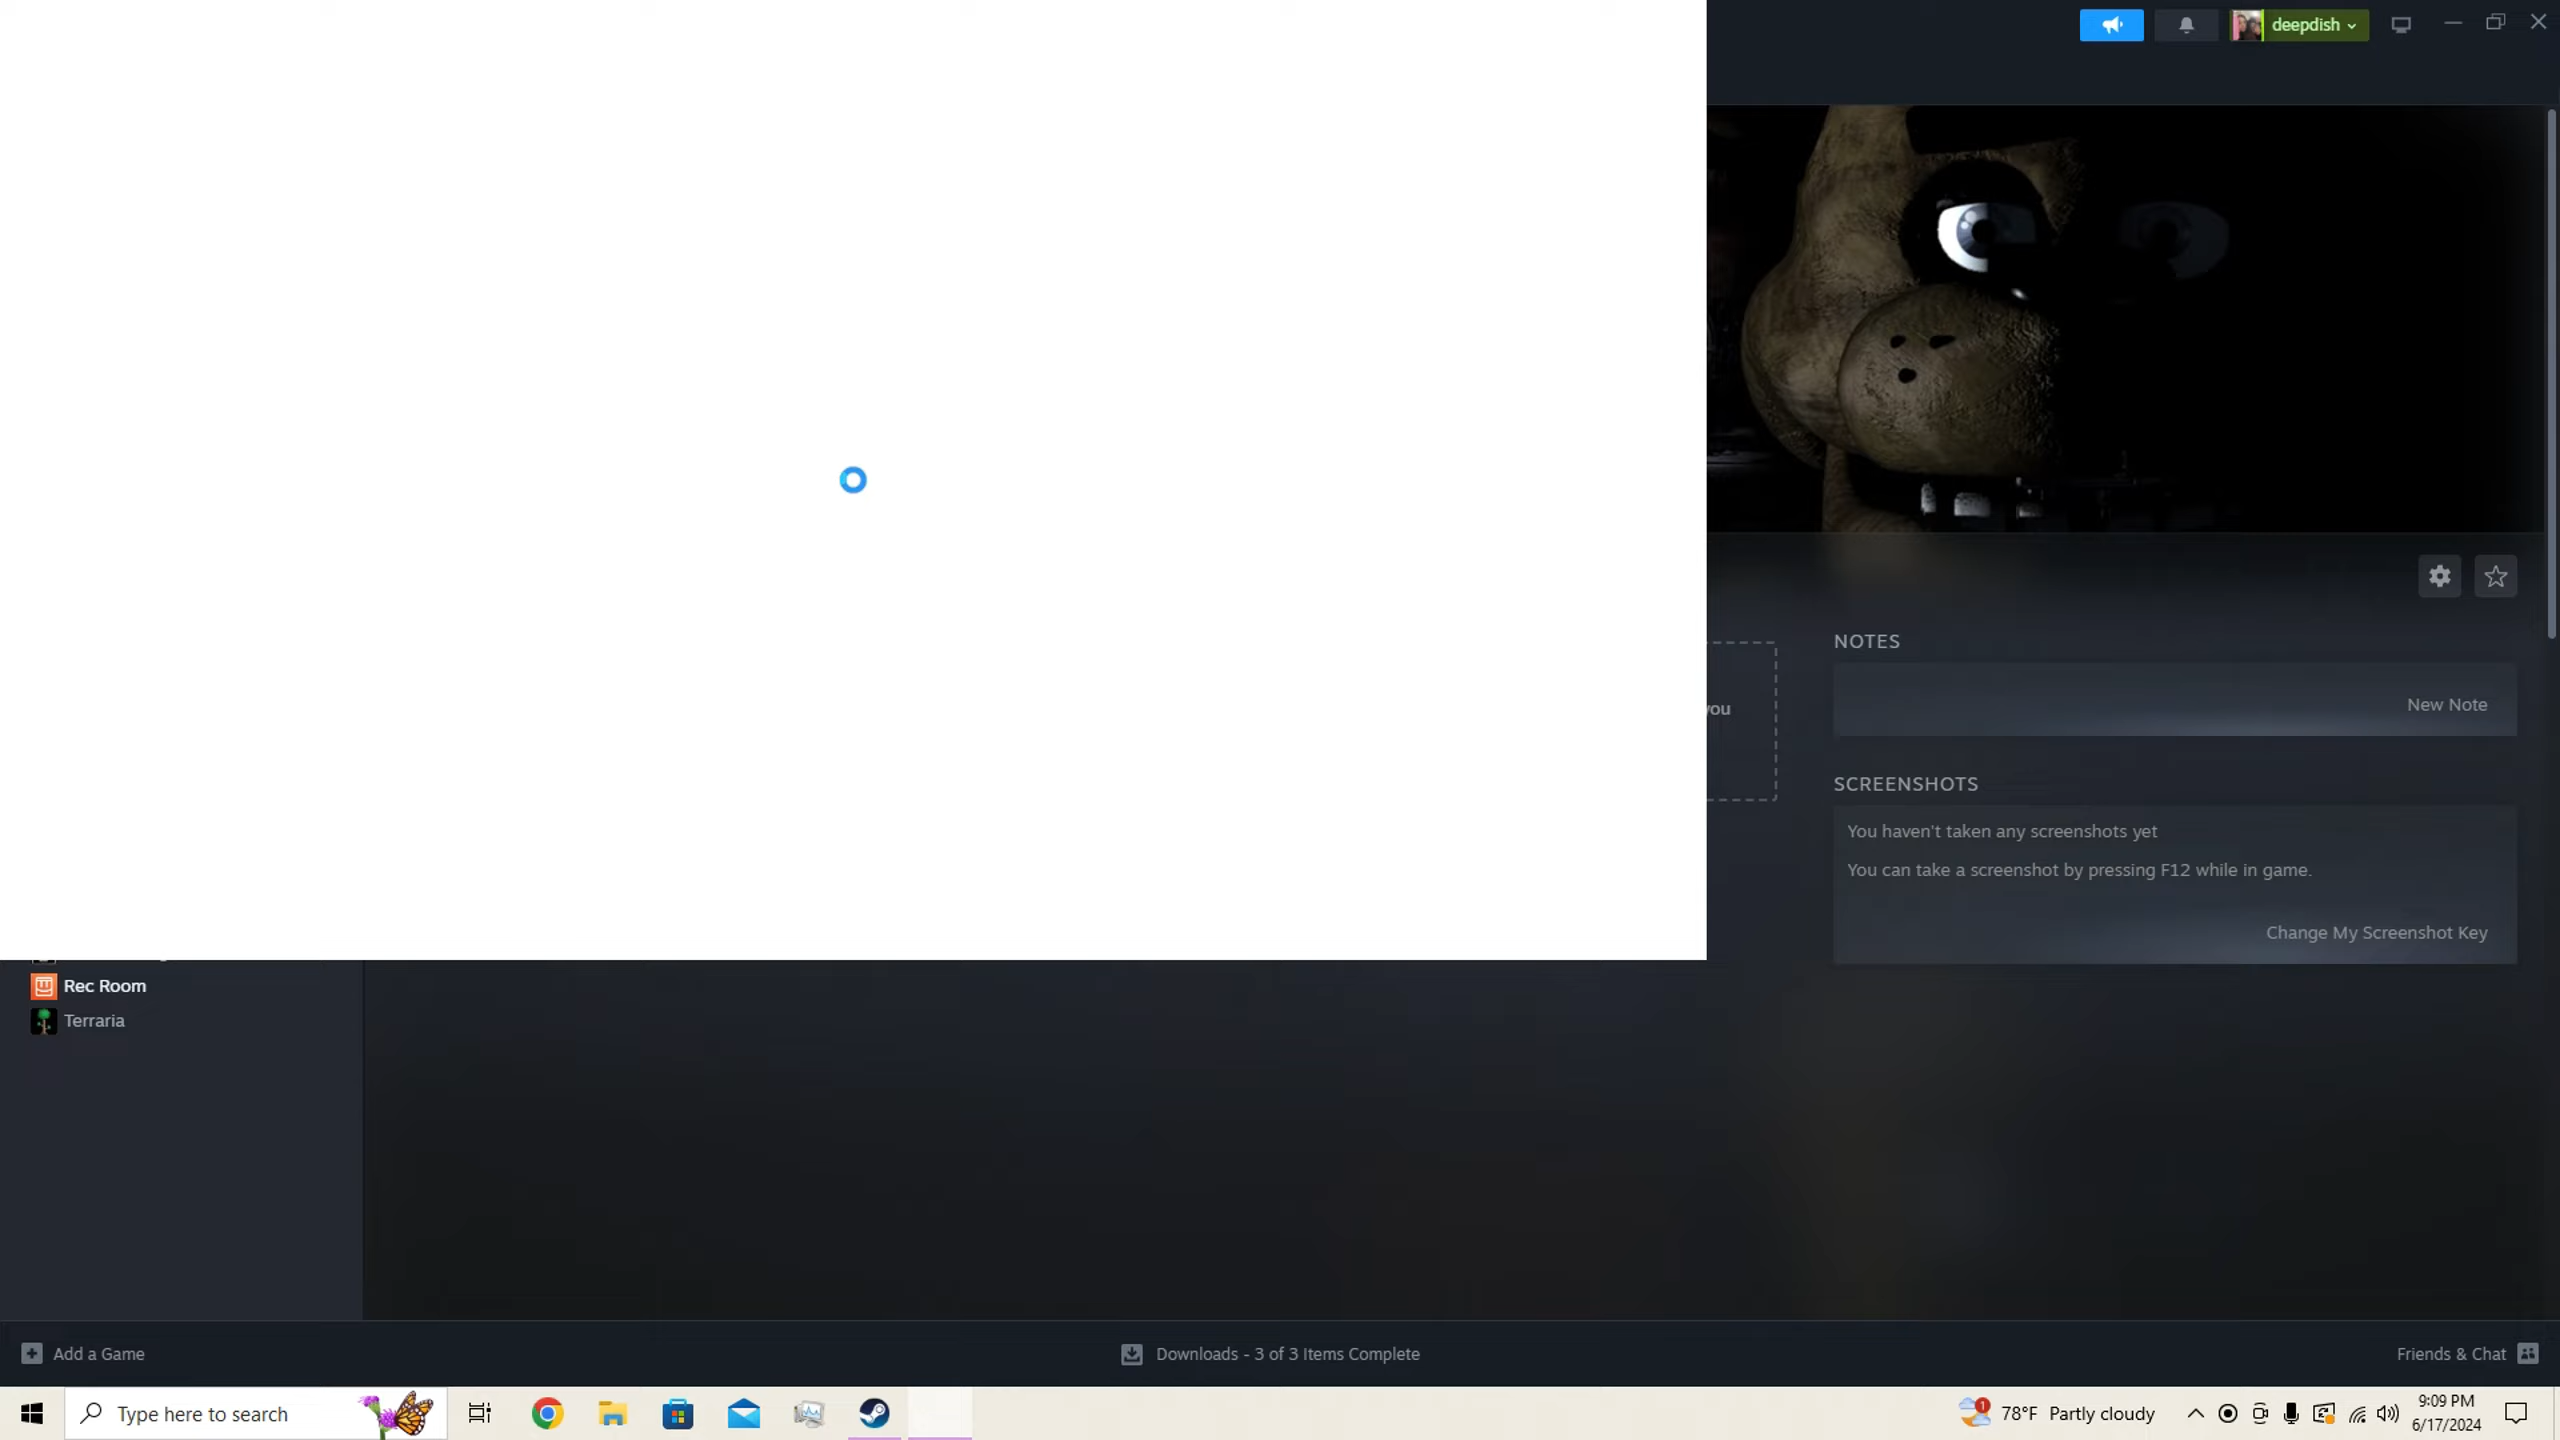 deepdish
you
NOTES
New Note
SCREENSHOTS
You haven't taken any screenshots yet
You can take a screenshot by pressing F12 while in game.
Change My Screenshot Key
Rec Room
Terraria
Add a Game
Downloads - 3 of 3 Items Complete
Friends & Chat
Type here to search
1
78°F Partly cloudy
9:09 PM
6/17/2024